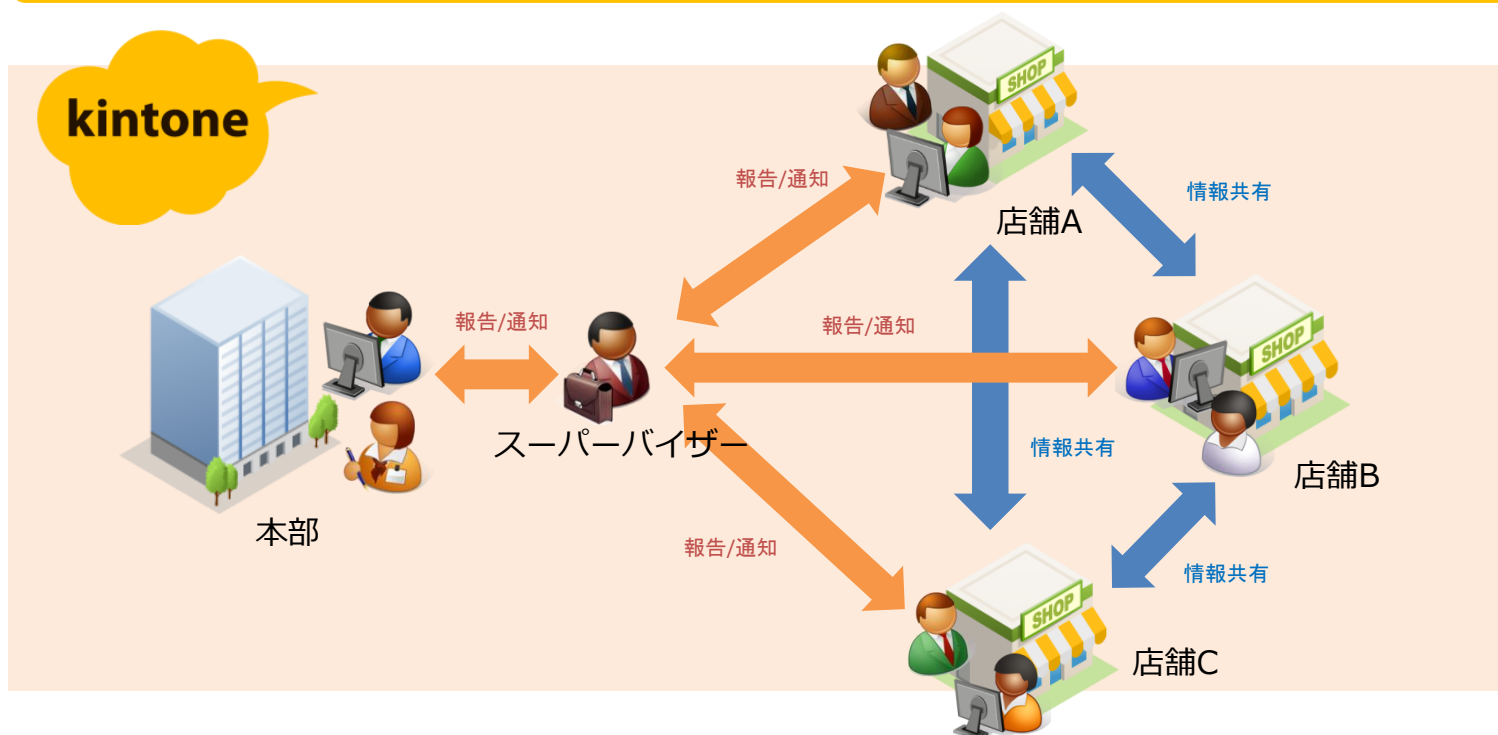 kintone
SHOP
報告/通知
情報共有
店舗A
報告/通知
報告/通知
SHOP
スーパーバイザー
情報共有
店舗B
本部
報告/通知
情報共有
SHOP
店舗C